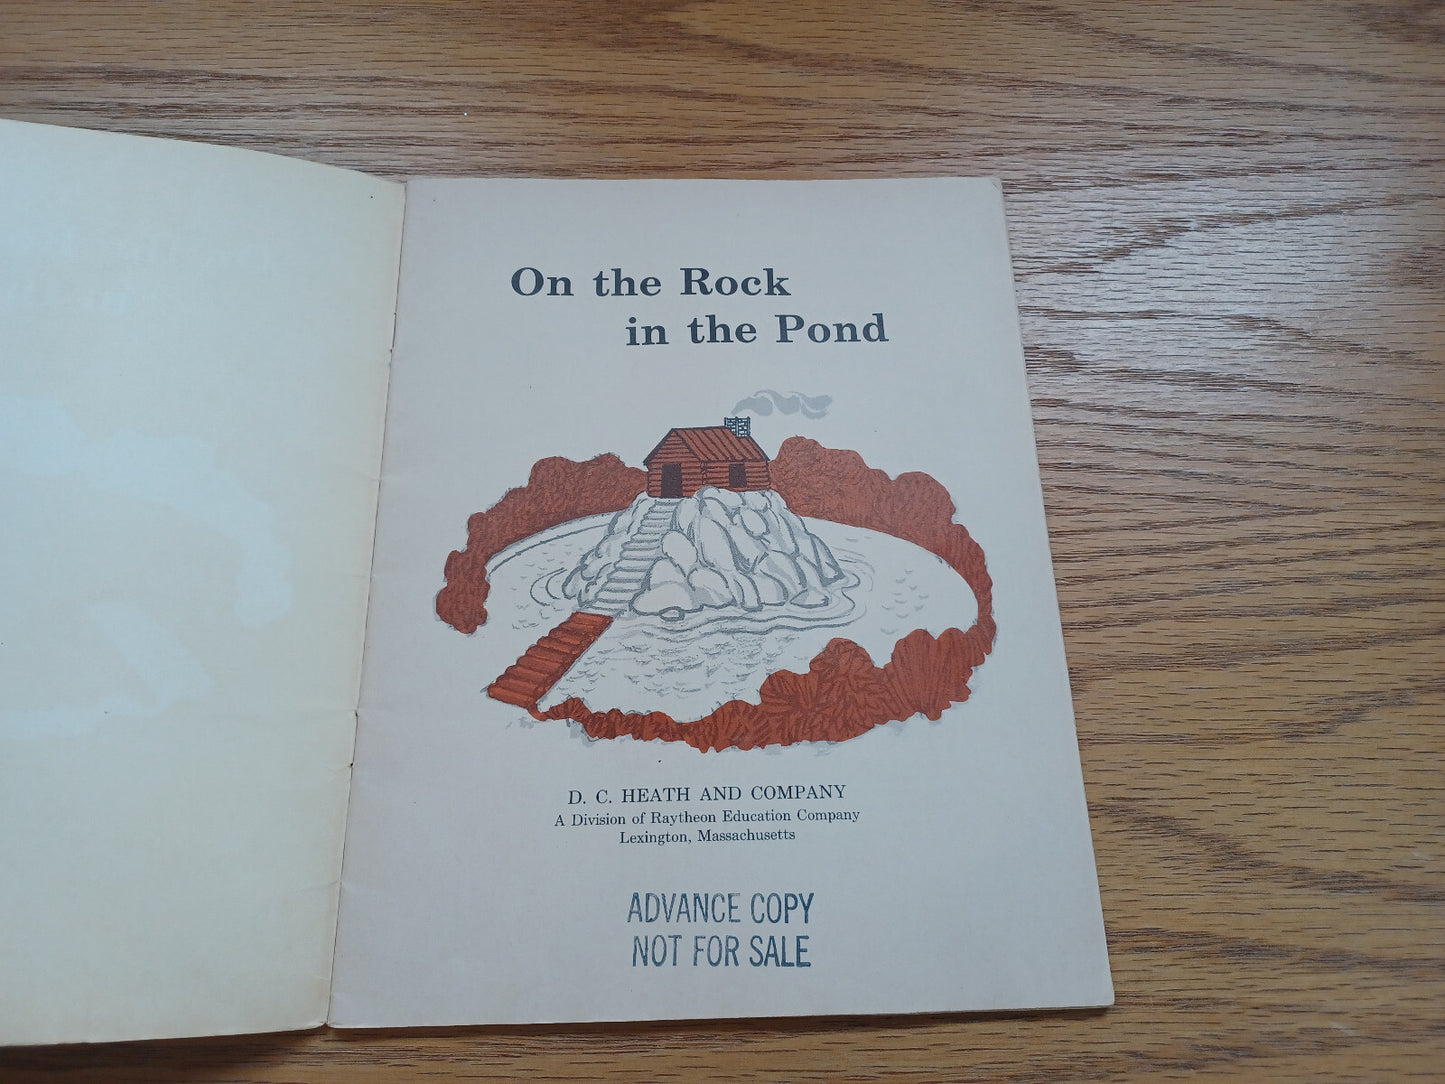 On the Rock
in the Pond
D. C. HEATH AND COMPANY
A Division of Raytheon Education Company
Lexington, Massachusetts
ADVANCE COPY
NOT FOR SALE